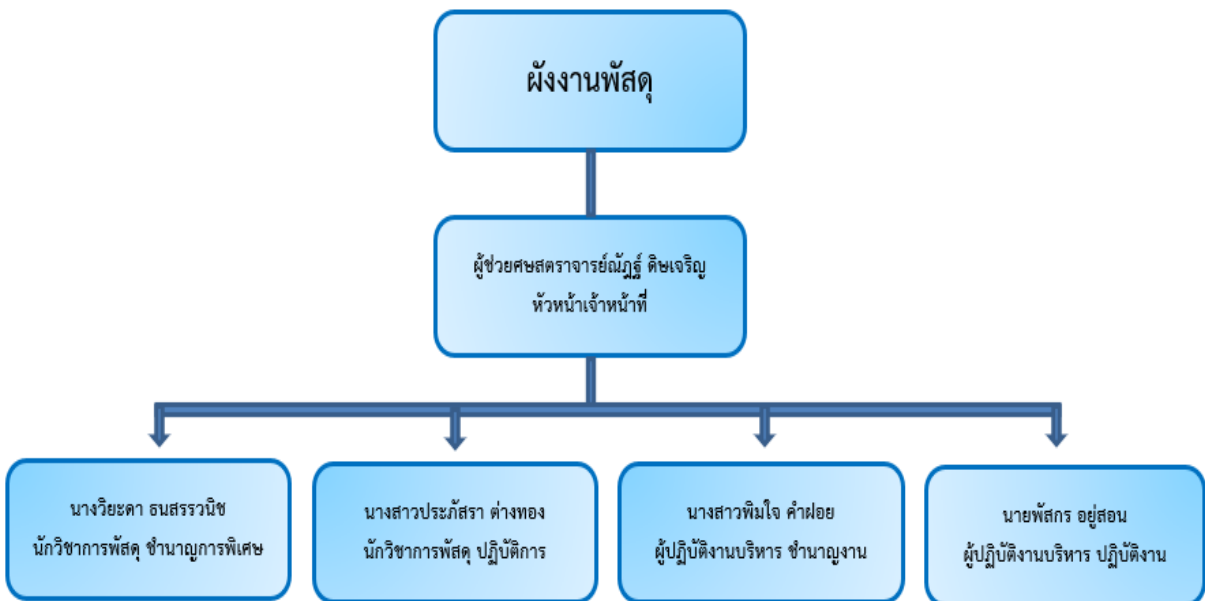 ผังงานพัสดุ
ผู้ช่วยศษสตราจารย์ณัฏฐ์ ดิษเจริญ
หัวหน้าเจ้าหน้าที่
นางวิยะดา ธนสรรวนิช
นักวิชาการพัสดุ ชำนาญการพิเศษ
นางสาวประภัสรา ต่างทอง
นักวิชาการพัสดุ ปฏิบัติการ
นางสาวพิมใจ คำฝอย
ผู้ปฏิบัติงานบริหาร ชำนาญงาน
นายพัสกร อยู่สอน
ผู้ปฏิบัติงานบริหาร ปฏิบัติงาน